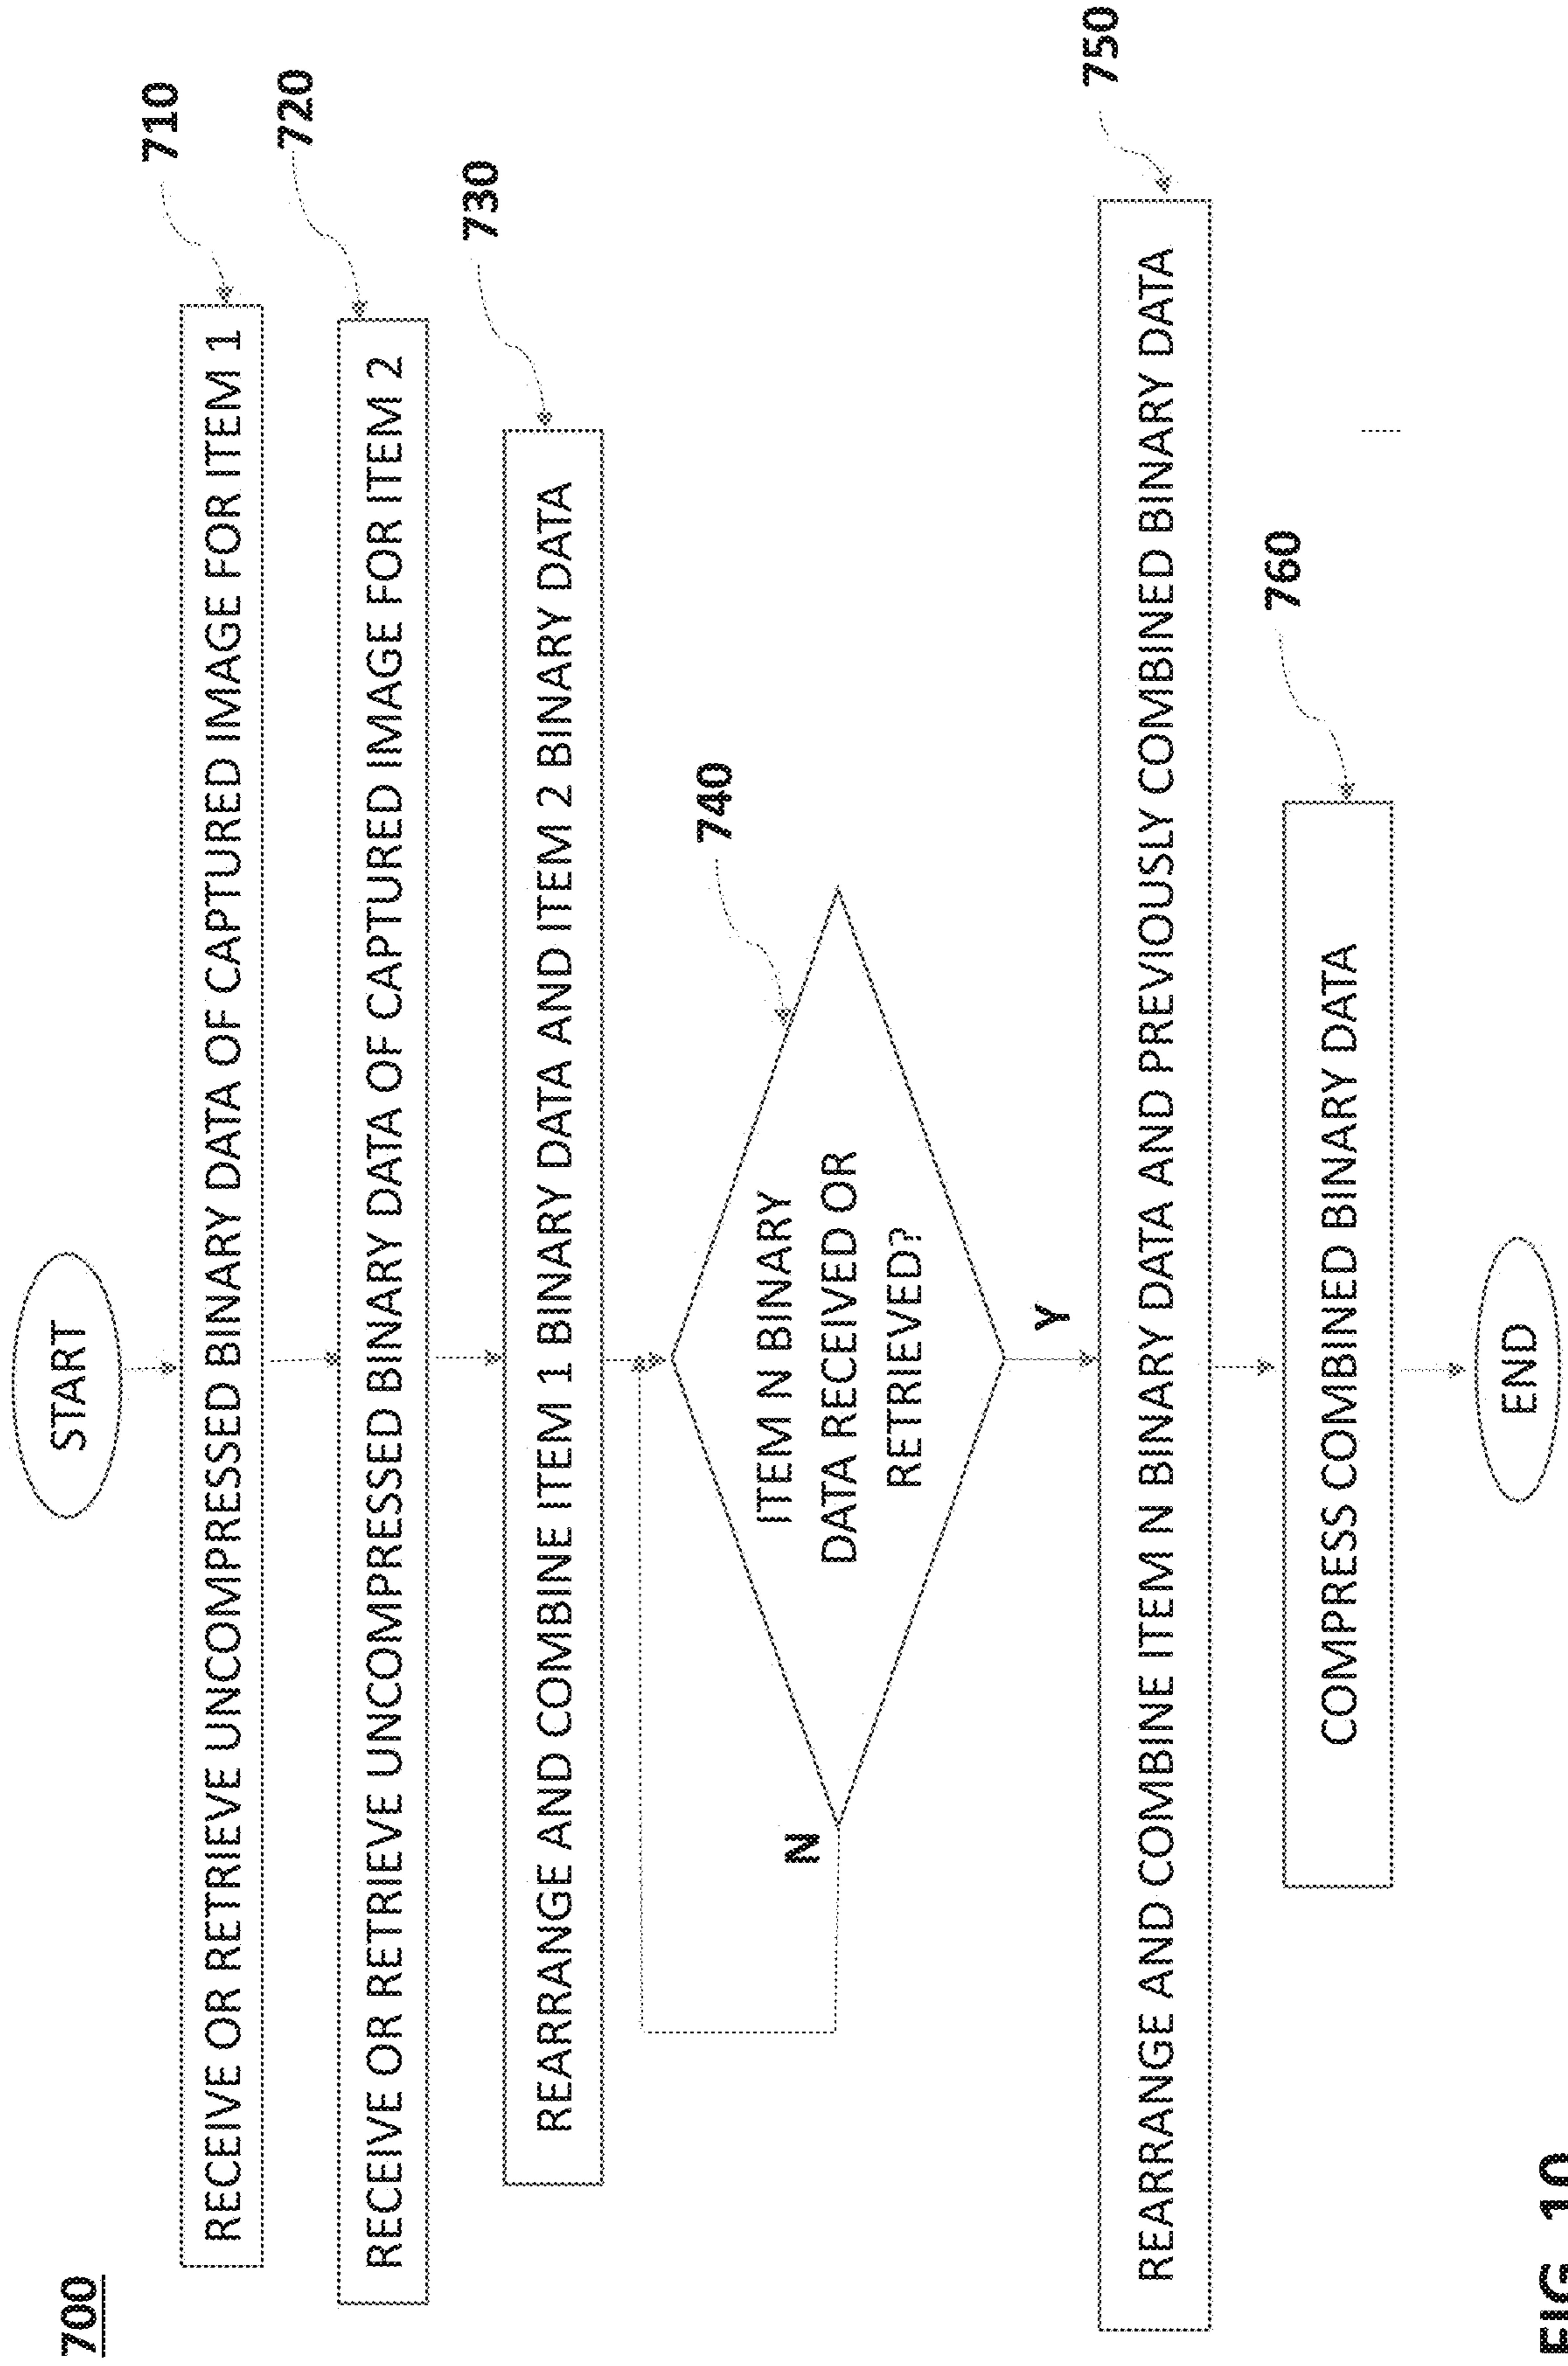 700
START
RECEIVE OR RETRIEVE UNCOMPRESSED BINARY DATA OF CAPTURED IMAGE FOR ITEM 1
710
RECEIVE OR RETRIEVE UNCOMPRESSED BINARY DATA OF CAPTURED IMAGE FOR ITEM 2
720
REARRANGE AND COMBINE ITEM 1 BINARY DATA AND ITEM 2 BINARY DATA
730
ITEM N BINARY
DATA RECEIVED OR
RETRIEVED?
740
N
Y
REARRANGE AND COMBINE ITEM N BINARY DATA AND PREVIOUSLY COMBINED BINARY DATA
750
COMPRESS COMBINED BINARY DATA
760
END
FIG. 10